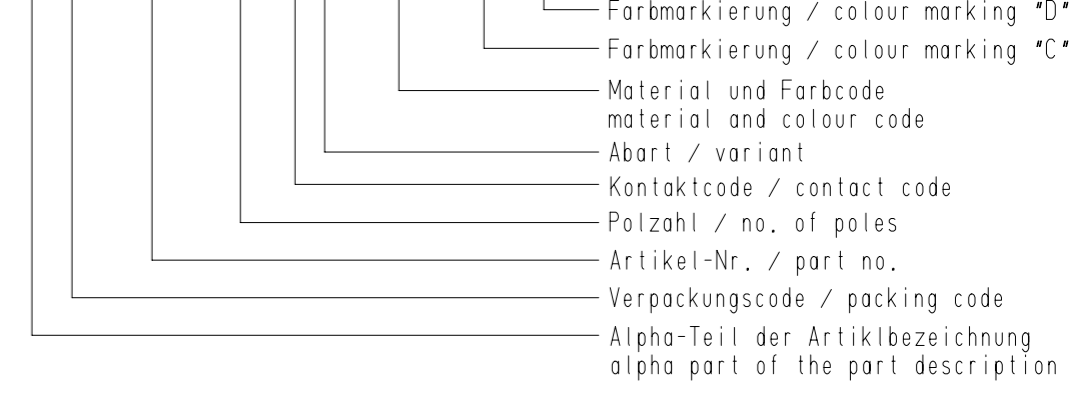 Farbmarkierung / colour marking "D"
Farbmarkierung / colour marking "C"
Material und Farbcode
material and colour code
Abart / variant
Kontaktcode / contact code
Polzahl / no. of poles
Artikel-Nr. / part no.
Verpackungscode / packing code
Alpha-Teil der Artiklbezeichnung
alpha part of the part description